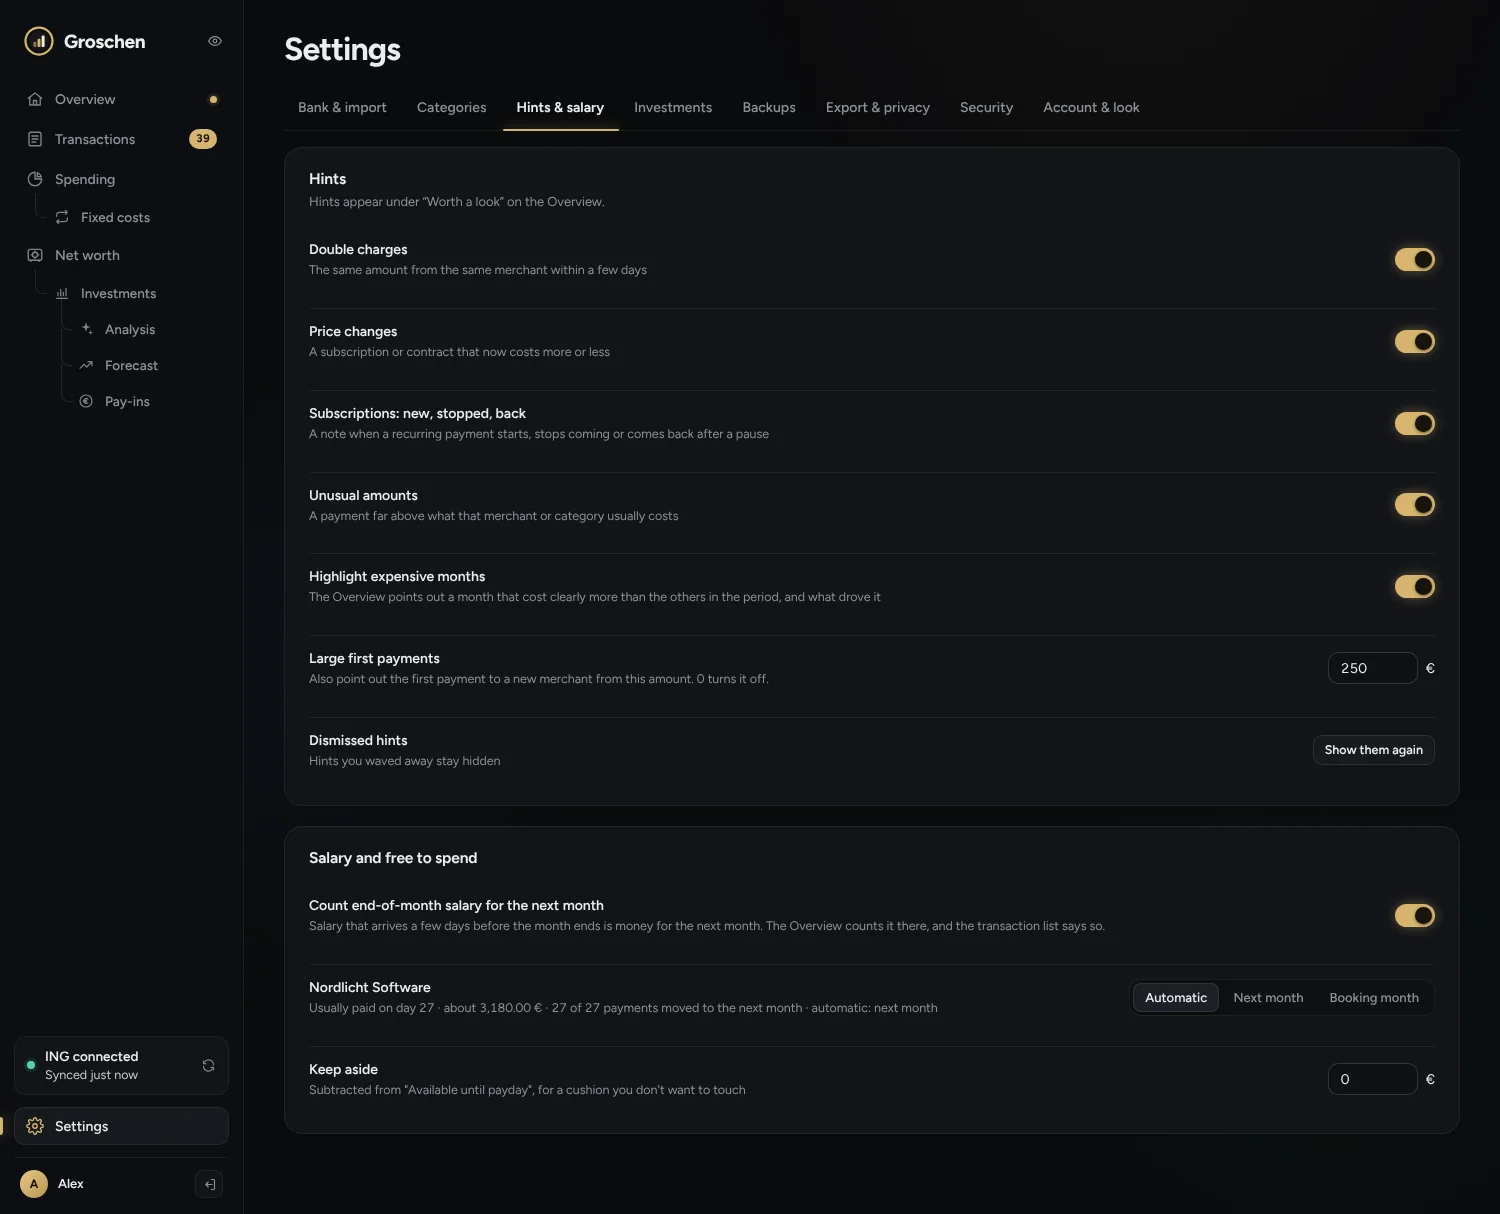 Groschen
Overview
Transactions
39
Spending
Fixed costs
Net worth
Investments
Analysis
Forecast
Pay-ins
ING connected
Synced just now
Settings
A
Alex
Settings
Bank & import
Categories
Hints & salary
Investments
Backups
Export & privacy
Security
Account & look
Hints
Hints appear under “Worth a look” on the Overview.
Double charges
The same amount from the same merchant within a few days
Price changes
A subscription or contract that now costs more or less
Subscriptions: new, stopped, back
A note when a recurring payment starts, stops coming or comes back after a pause
Unusual amounts
A payment far above what that merchant or category usually costs
Highlight expensive months
The Overview points out a month that cost clearly more than the others in the period, and what drove it
Large first payments
Also point out the first payment to a new merchant from this amount. 0 turns it off.
250 €
Dismissed hints
Hints you waved away stay hidden
Show them again
Salary and free to spend
Count end-of-month salary for the next month
Salary that arrives a few days before the month ends is money for the next month. The Overview counts it there, and the transaction list says so.
Nordlicht Software
Usually paid on day 27 · about 3,180.00 € · 27 of 27 payments moved to the next month · automatic: next month
Automatic
Next month
Booking month
Keep aside
Subtracted from "Available until payday", for a cushion you don't want to touch
0 €